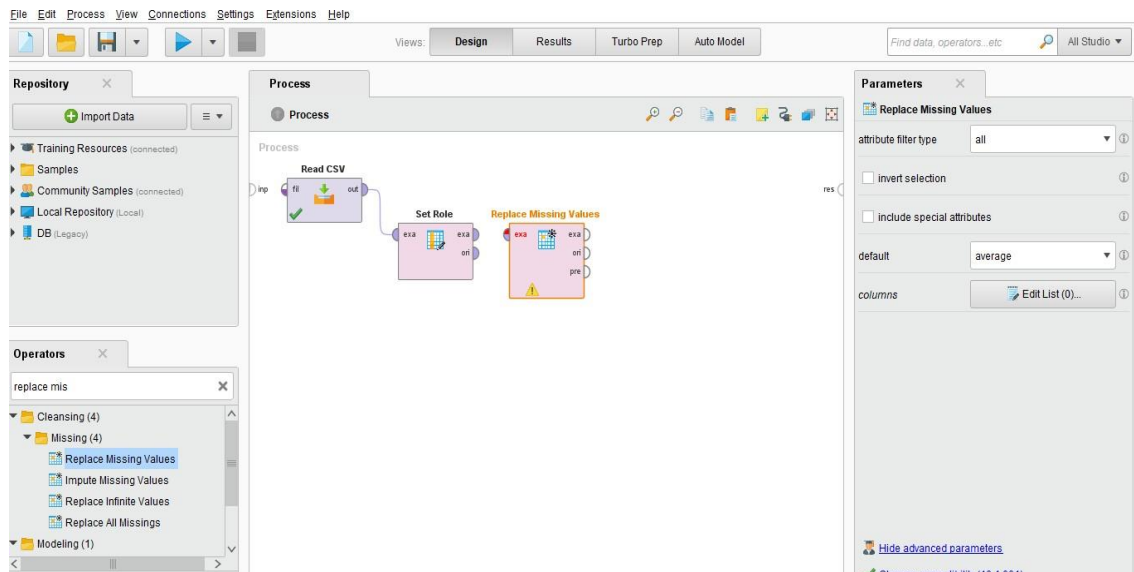 File Edit Process View Connections Settings Extensions Help
Views: Design Results Turbo Prep Auto Model
Find data, operators...etc All Studio
Repository
Import Data
Training Resources (connected)
Samples
Community Samples (connected)
Local Repository (Local)
DB (Legacy)
Operators
replace mis
Cleansing (4)
Missing (4)
Replace Missing Values
Impute Missing Values
Replace Infinite Values
Replace All Missings
Modeling (1)
Process
Process
Process
Read CSV
inp fil out res
Set Role
exa exa
ori
Replace Missing Values
exa exa
ori
pre
Parameters
Replace Missing Values
attribute filter type all
invert selection
include special attributes
default average
columns Edit List (0)...
Hide advanced parameters